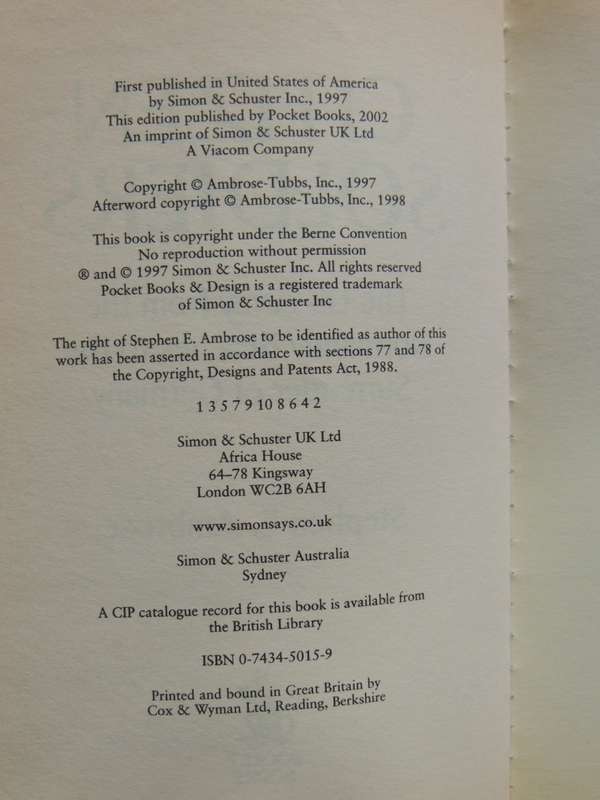 First published in United States of America
by Simon & Schuster Inc., 1997
This edition published by Pocket Books, 2002
An imprint of Simon & Schuster UK Ltd
A Viacom Company
Copyright © Ambrose-Tubbs, Inc., 1997
Afterword copyright © Ambrose-Tubbs, Inc., 1998
This book is copyright under the Berne Convention
No reproduction without permission
® and © 1997 Simon & Schuster Inc. All rights reserved
Pocket Books & Design is a registered trademark
of Simon & Schuster Inc
The right of Stephen E. Ambrose to be identified as author of this
work has been asserted in accordance with sections 77 and 78 of
the Copyright, Designs and Patents Act, 1988.
1 3 5 7 9 10 8 6 4 2
Simon & Schuster UK Ltd
Africa House
64–78 Kingsway
London WC2B 6AH
www.simonsays.co.uk
Simon & Schuster Australia
Sydney
A CIP catalogue record for this book is available from
the British Library
ISBN 0-7434-5015-9
Printed and bound in Great Britain by
Cox & Wyman Ltd, Reading, Berkshire